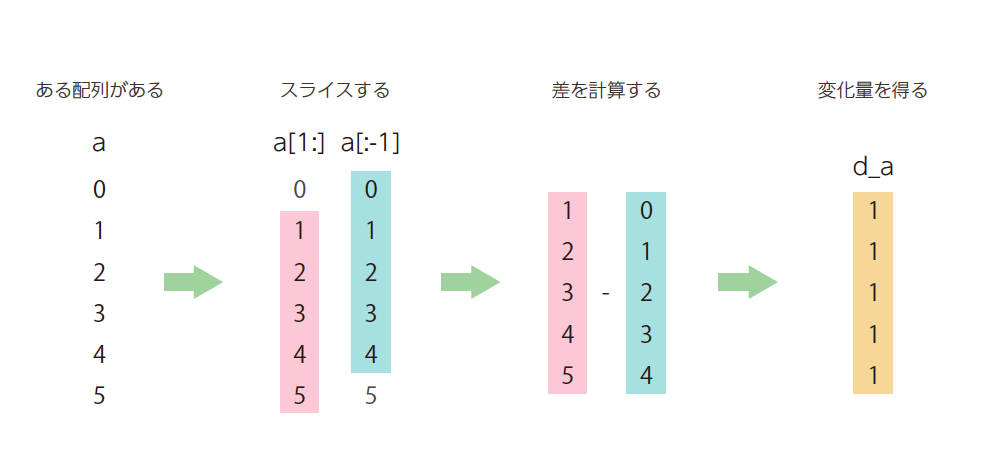 ある配列がある
a
0
1
2
3
4
5
スライスする
a[1:] a[:-1]
0 0
1 1
2 2
3 3
4 4
5 5
差を計算する
1 0
2 1
3 - 2
4 3
5 4
変化量を得る
d_a
1
1
1
1
1